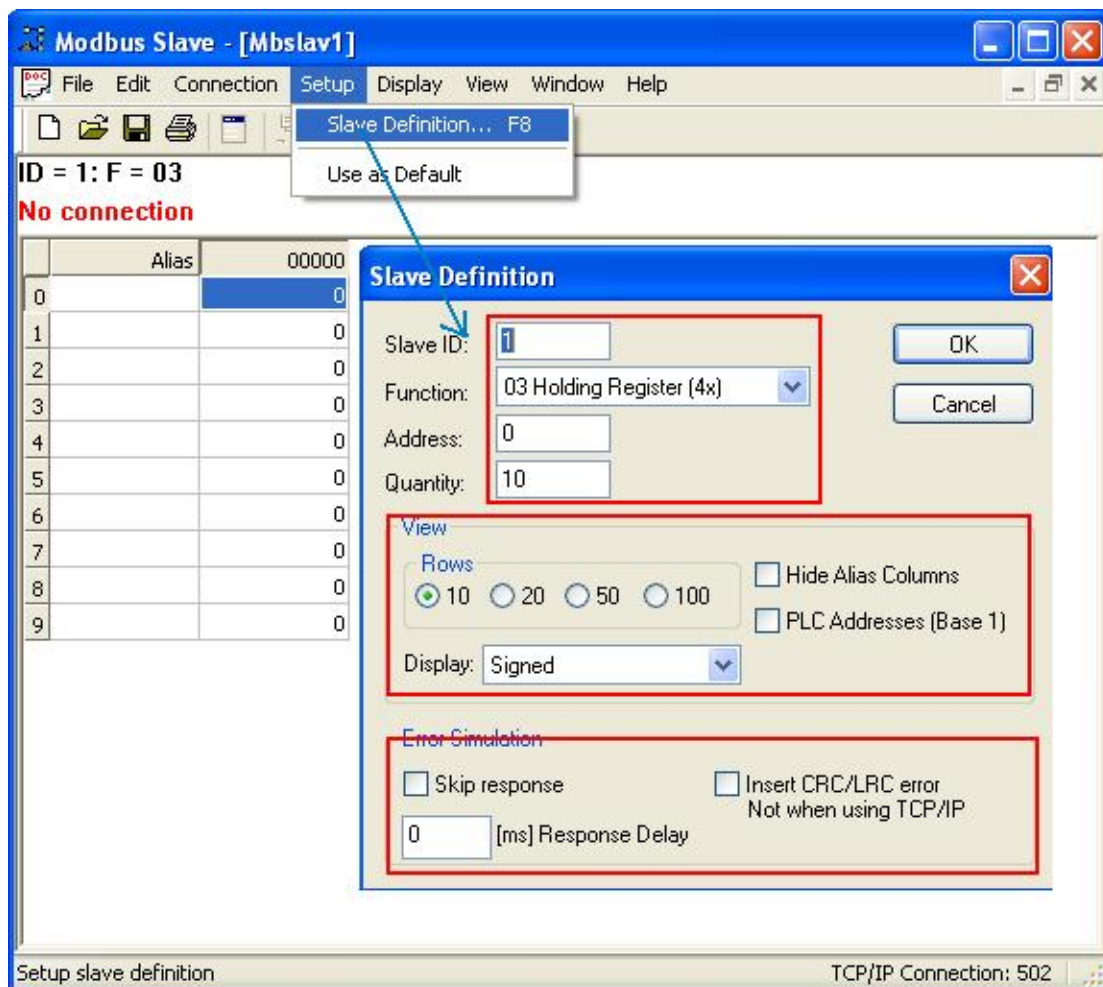 Modbus Slave - [Mbslav1]
File Edit Connection Setup Display View Window Help
Slave Definition... F8
Use as Default
ID = 1: F = 03
No connection
Alias 00000
0 0
1 0
2 0
3 0
4 0
5 0
6 0
7 0
8 0
9 0
Slave Definition
Slave ID: 1
OK
Function: 03 Holding Register (4x)
Cancel
Address: 0
Quantity: 10
View
Rows
10 20 50 100
Hide Alias Columns
PLC Addresses (Base 1)
Display: Signed
Error Simulation
Skip response
Insert CRC/LRC error
Not when using TCP/IP
0 [ms] Response Delay
Setup slave definition
TCP/IP Connection: 502